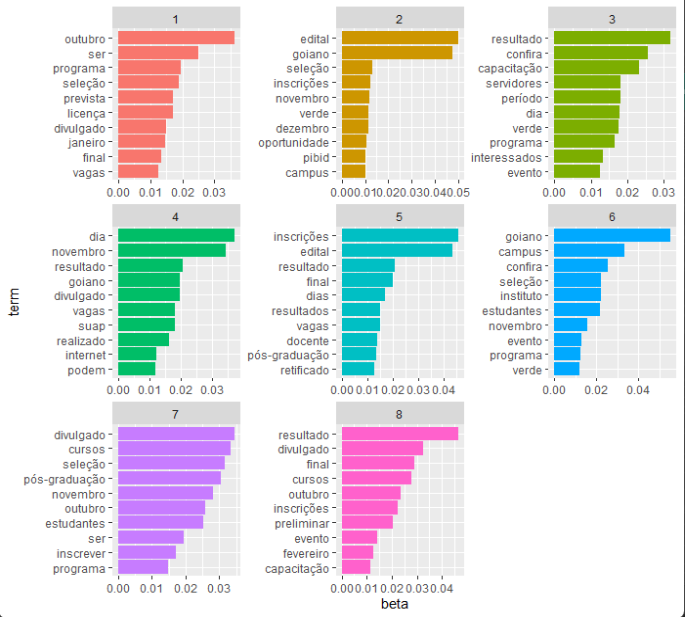 1
outubro
ser
programa
seleção
prevista
licença
divulgado
janeiro
final
vagas
0.00 0.01 0.02 0.03
2
edital
goiano
seleção
inscrições
novembro
verde
dezembro
oportunidade
pibid
campus
0.00 0.01 0.02 0.03 0.04 0.05
3
resultado
confira
capacitação
servidores
período
dia
verde
programa
interessados
evento
0.00 0.01 0.02 0.03
term
4
dia
novembro
resultado
goiano
divulgado
vagas
suap
realizado
internet
podem
0.00 0.01 0.02 0.03
5
inscrições
edital
resultado
final
dias
resultados
vagas
docente
pós-graduação
retificado
0.00 0.01 0.02 0.03 0.04
6
goiano
campus
confira
seleção
instituto
estudantes
novembro
evento
programa
verde
0.00 0.02 0.04
7
divulgado
cursos
seleção
pós-graduação
novembro
outubro
estudantes
ser
inscrever
programa
0.00 0.01 0.02 0.03
8
resultado
divulgado
final
cursos
outubro
inscrições
preliminar
evento
fevereiro
capacitação
0.00 0.01 0.02 0.03 0.04
beta